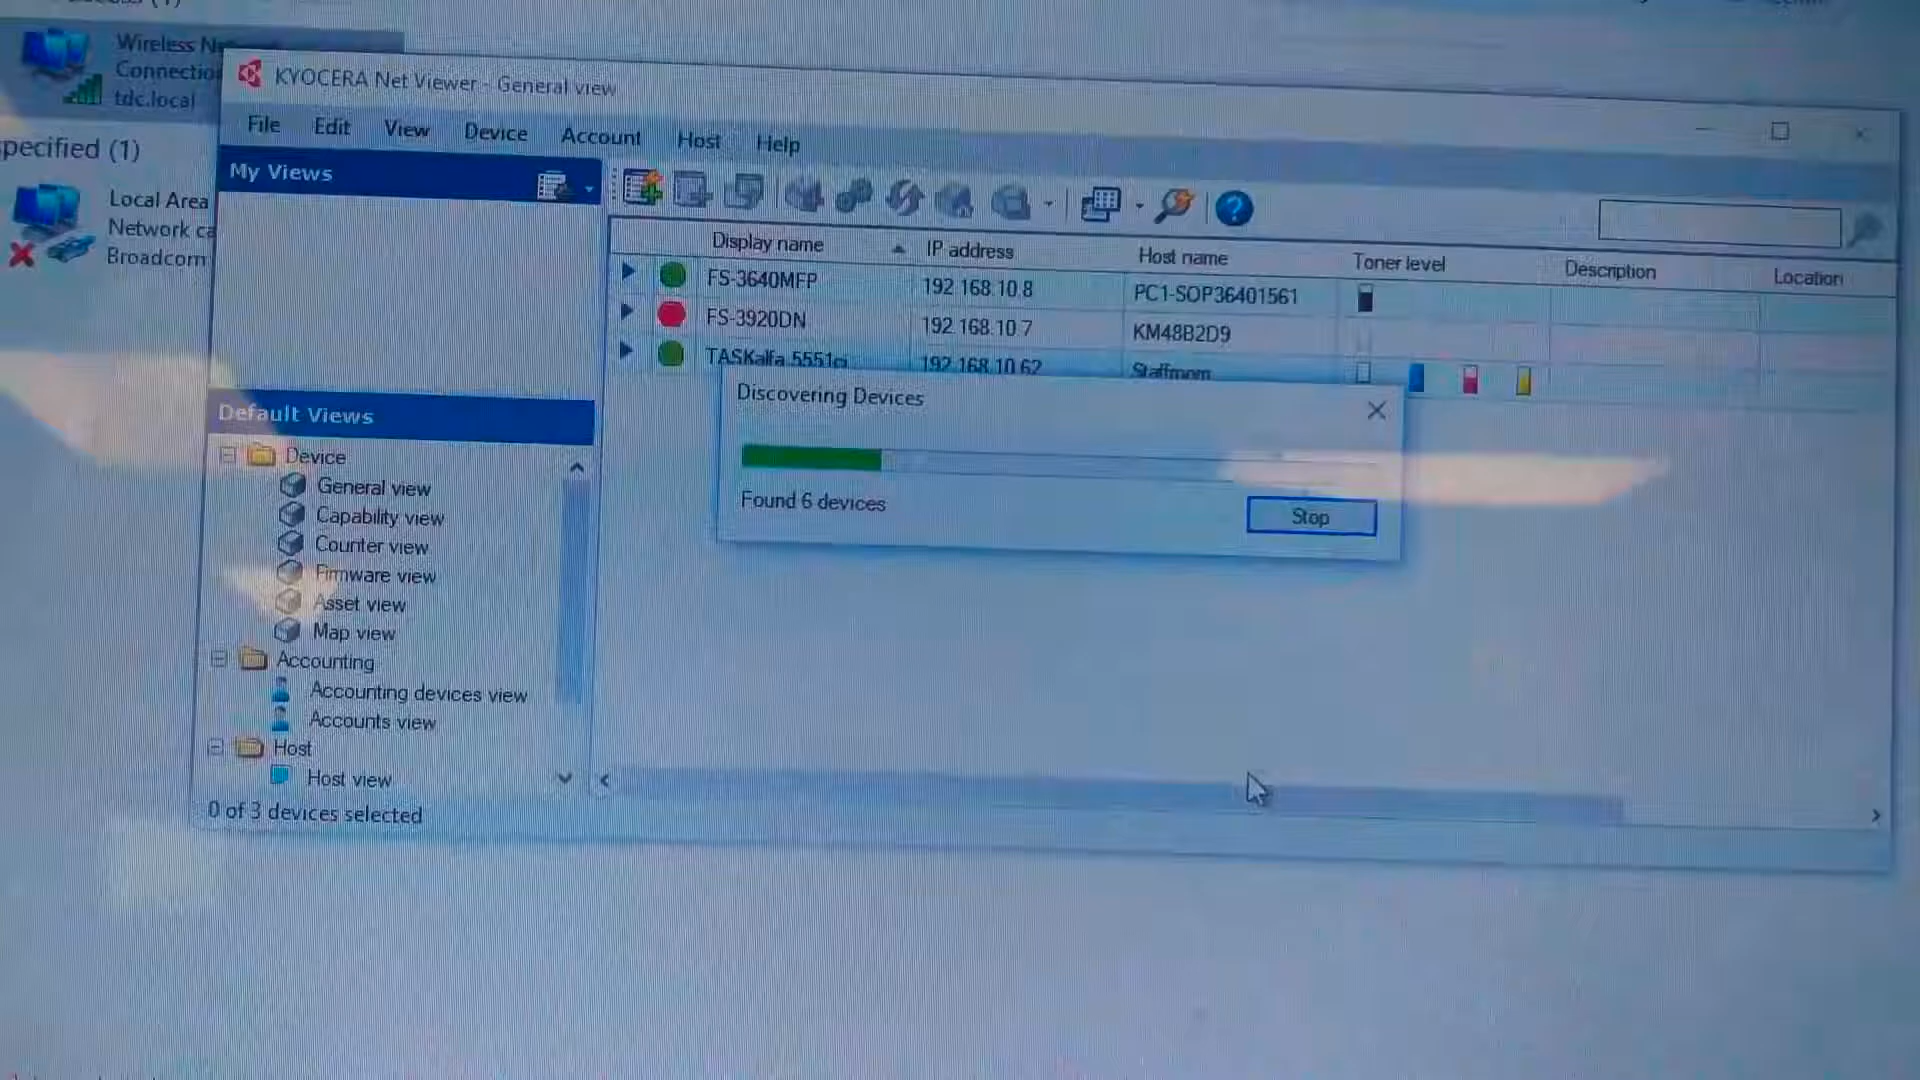 Wireless
Connectio
tdc.local
pecified (1)
Local Area
Network ca
Broadcom
KYOCERA Net Viewer - General view
File Edit View Device Account Host Help
My Views
Display name IP address Host name Toner level Description Location
FS-3640MFP 192.168.10.8 PC1-SOP36401561
FS-3920DN 192.168.10.7 KM48B2D9
TASKalfa 5551ci 192.168.10.62
Discovering Devices
Found 6 devices
Stop
Default Views
Device
General view
Capability view
Counter view
Firmware view
Asset view
Map view
Accounting
Accounting devices view
Accounts view
Host
Host view
0 of 3 devices selected